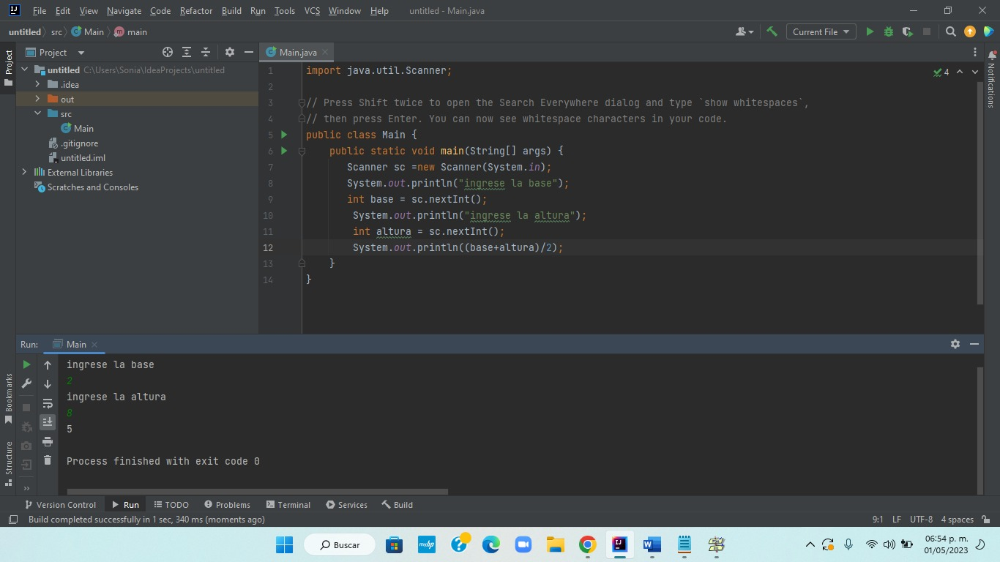 File Edit View Navigate Code Refactor Build Run Tools VCS Window Help untitled - Main.java
untitled src Main main Current File
Project
Project
untitled C:\Users\Sonia\IdeaProjects\untitled
.idea
out
src
Main
.gitignore
untitled.iml
External Libraries
Scratches and Consoles
Main.java
4
1 import java.util.Scanner;
2
3 // Press Shift twice to open the Search Everywhere dialog and type `show whitespaces`,
4 // then press Enter. You can now see whitespace characters in your code.
5 public class Main {
6 public static void main(String[] args) {
7 Scanner sc =new Scanner(System.in);
8 System.out.println("ingrese la base");
9 int base = sc.nextInt();
10 System.out.println("ingrese la altura");
11 int altura = sc.nextInt();
12 System.out.println((base+altura)/2);
13 }
14 }
Notifications
Run: Main
ingrese la base
2
ingrese la altura
8
5
Process finished with exit code 0
Bookmarks
Structure
Version Control Run TODO Problems Terminal Services Build
Build completed successfully in 1 sec, 340 ms (moments ago) 9:1 LF UTF-8 4 spaces
Buscar
myhp
06:54 p. m.
01/05/2023